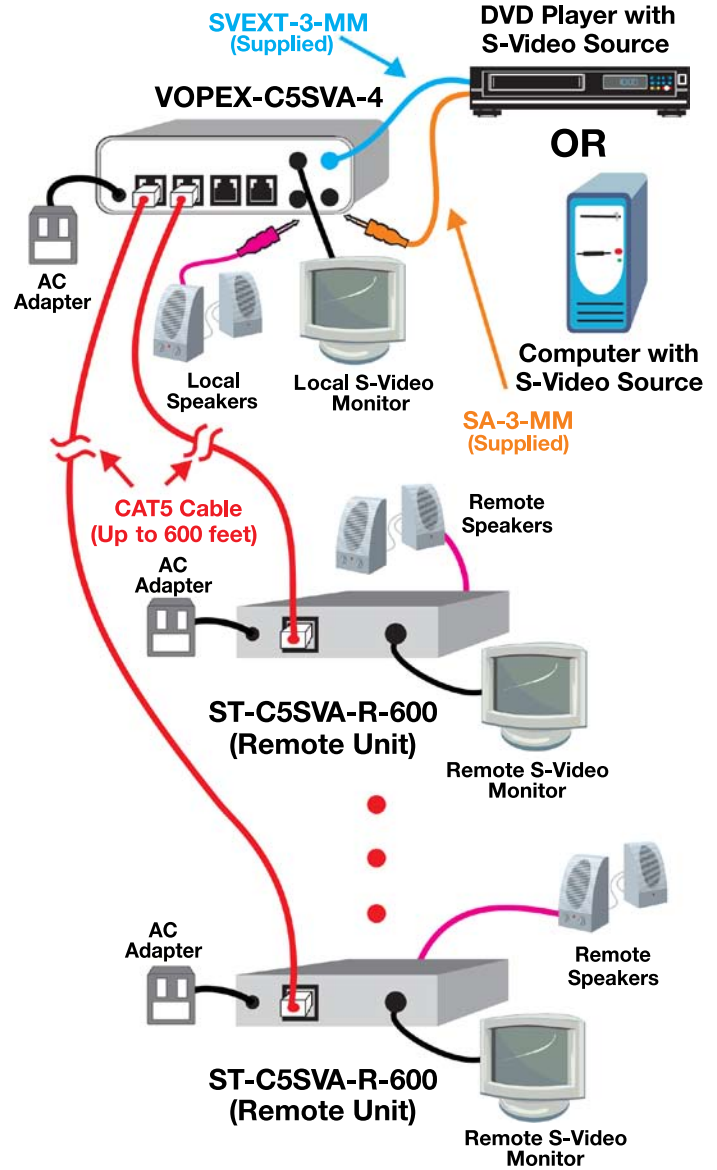 SVEXT-3-MM
(Supplied)
DVD Player with
S-Video Source
VOPEX-C5SVA-4
OR
AC
Adapter
Local
Speakers
Local S-Video
Monitor
Computer with
S-Video Source
SA-3-MM
(Supplied)
CAT5 Cable
(Up to 600 feet)
Remote
Speakers
AC
Adapter
ST-C5SVA-R-600
(Remote Unit)
Remote S-Video
Monitor
AC
Adapter
Remote
Speakers
ST-C5SVA-R-600
(Remote Unit)
Remote S-Video
Monitor